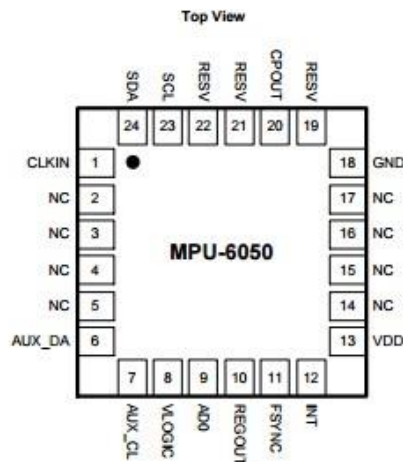 Top View
SDA SCL RESV RESV CPOUT RESV
24 23 22 21 20 19
CLKIN 1 18 GND
NC 2 17 NC
NC 3 16 NC
MPU-6050
NC 4 15 NC
NC 5 14 NC
AUX_DA 6 13 VDD
7 8 9 10 11 12
AUX_CL VLOGIC AD0 REGOUT FSYNC INT